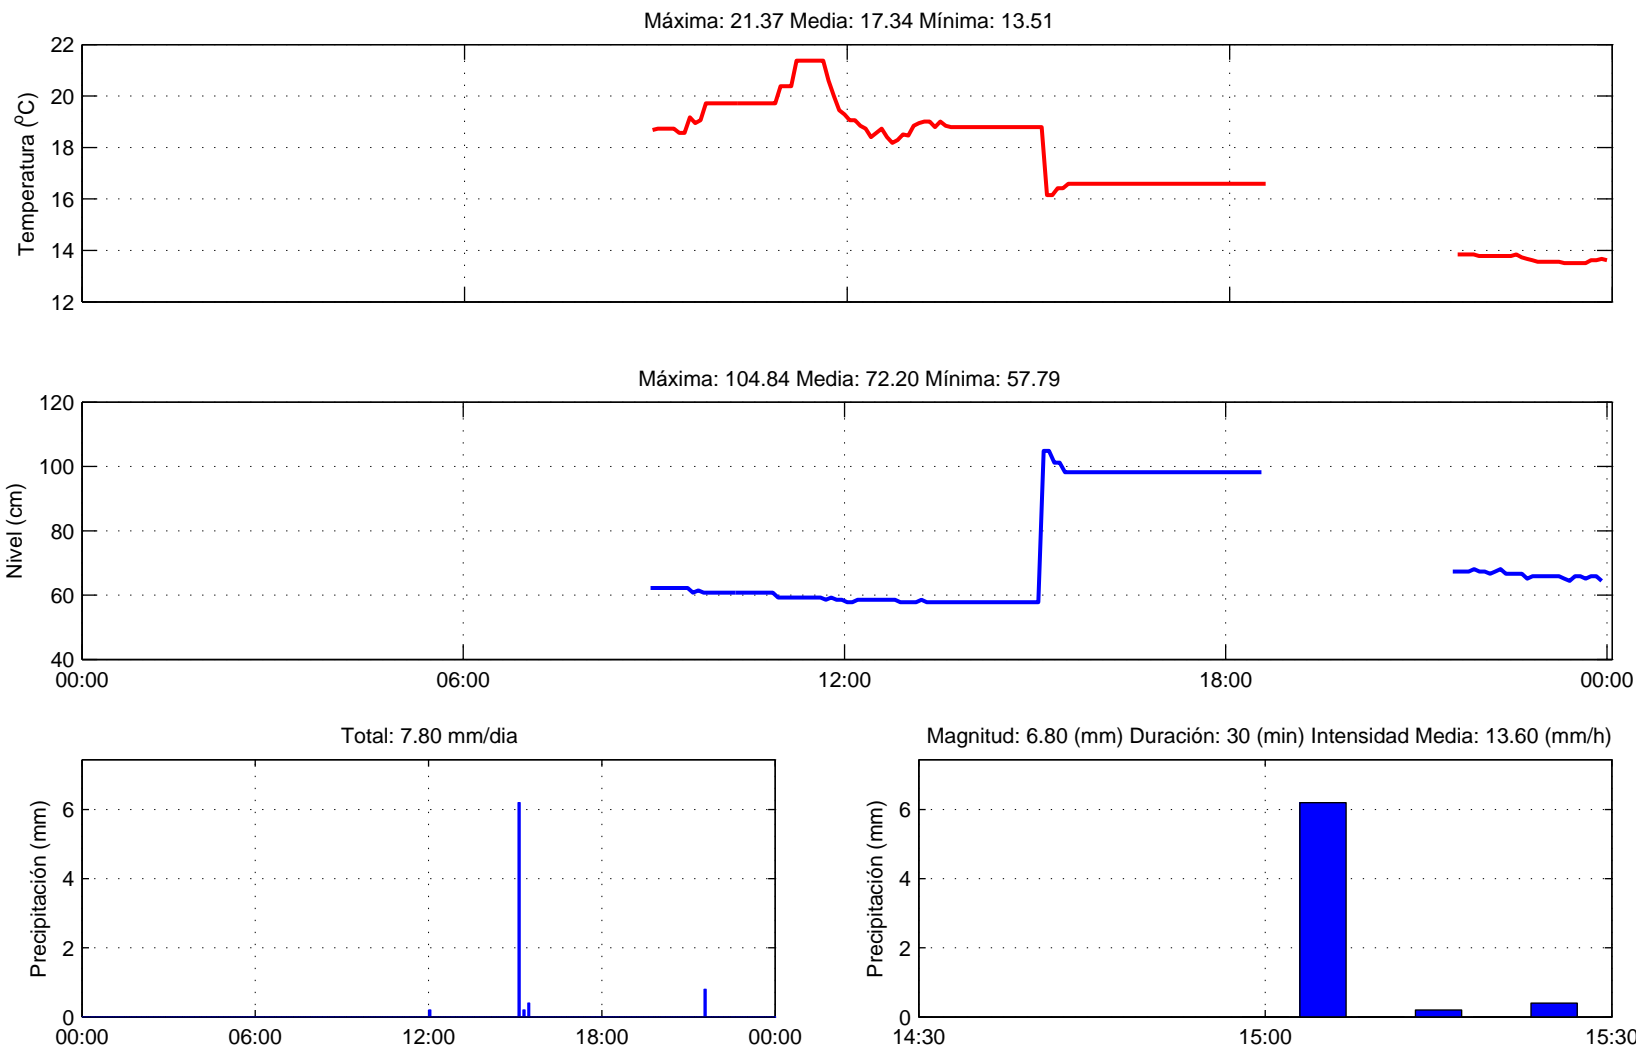 Máxima: 21.37 Media: 17.34 Mínima: 13.51
Temperatura (ºC)
22
20
18
16
14
12
Máxima: 104.84 Media: 72.20 Mínima: 57.79
Nivel (cm)
120
100
80
60
40
00:00 06:00 12:00 18:00 00:00
Total: 7.80 mm/dia
Precipitación (mm)
6
4
2
0
00:00 06:00 12:00 18:00 00:00
Magnitud: 6.80 (mm) Duración: 30 (min) Intensidad Media: 13.60 (mm/h)
Precipitación (mm)
6
4
2
0
14:30 15:00 15:30